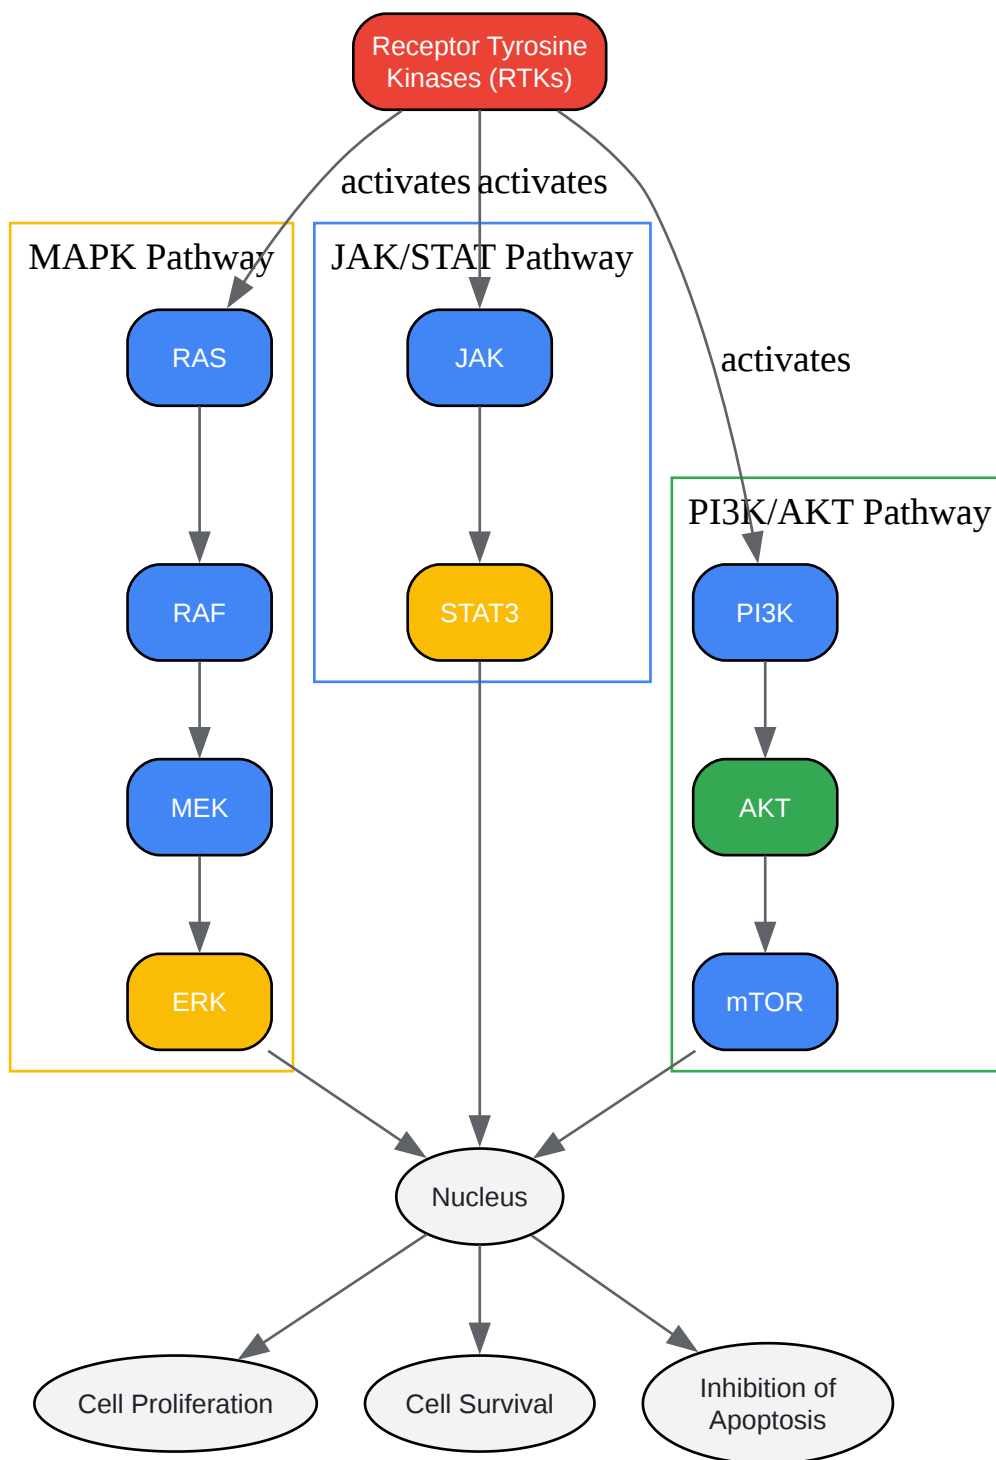 Receptor Tyrosine
Kinases (RTKs)
activates
activates
MAPK Pathway
JAK/STAT Pathway
RAS
JAK
activates
PI3K/AKT Pathway
RAF
STAT3
PI3K
MEK
AKT
ERK
mTOR
Nucleus
Cell Proliferation
Cell Survival
Inhibition of
Apoptosis